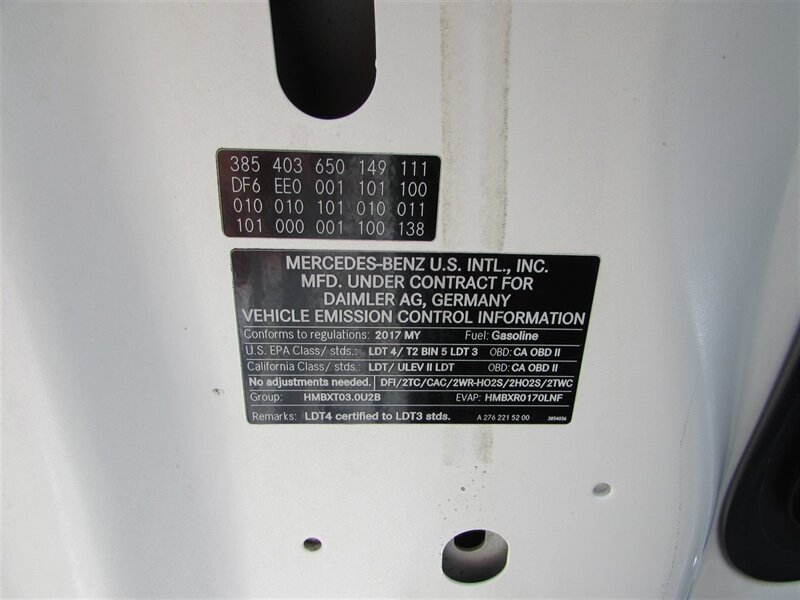 385 403 650 149 111
DF6 EE0 001 101 100
010 010 101 010 011
101 000 001 100 138
MERCEDES-BENZ U.S. INTL., INC.
MFD. UNDER CONTRACT FOR
DAIMLER AG, GERMANY
VEHICLE EMISSION CONTROL INFORMATION
Conforms to regulations: 2017 MY Fuel: Gasoline
U.S. EPA Class/ stds.: LDT 4/ T2 BIN 5 LDT 3 OBD: CA OBD II
California Class/ stds.: LDT/ ULEV II LDT OBD: CA OBD II
No adjustments needed. DFI/2TC/CAC/2WR-HO2S/2HO2S/2TWC
Group: HMBXT03.0U2B EVAP: HMBXR0170LNF
Remarks: LDT4 certified to LDT3 stds. A 276 221 52 00 3854036